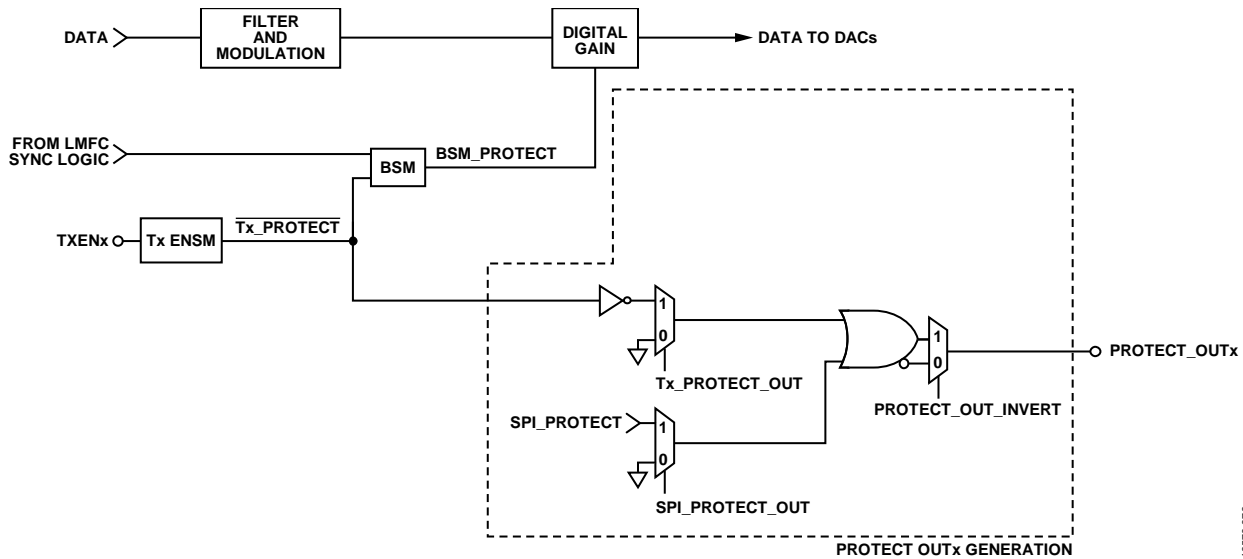 DATA
FILTER
AND
MODULATION
DIGITAL
GAIN
DATA TO DACs
FROM LMFC
SYNC LOGIC
BSM
BSM_PROTECT
TXENx
Tx ENSM
Tx_PROTECT
1
0
Tx_PROTECT_OUT
1
0
PROTECT_OUTx
PROTECT_OUT_INVERT
SPI_PROTECT
1
0
SPI_PROTECT_OUT
PROTECT OUTx GENERATION